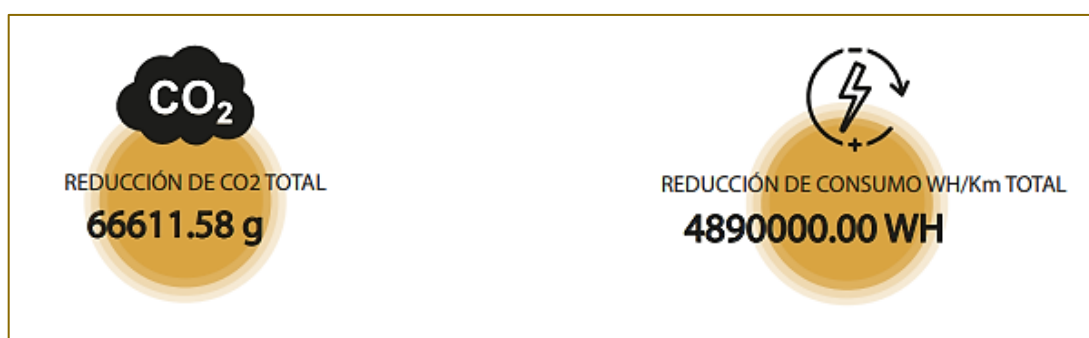 CO₂
REDUCCIÓN DE CO2 TOTAL
66611.58 g
REDUCCIÓN DE CONSUMO WH/Km TOTAL
4890000.00 WH